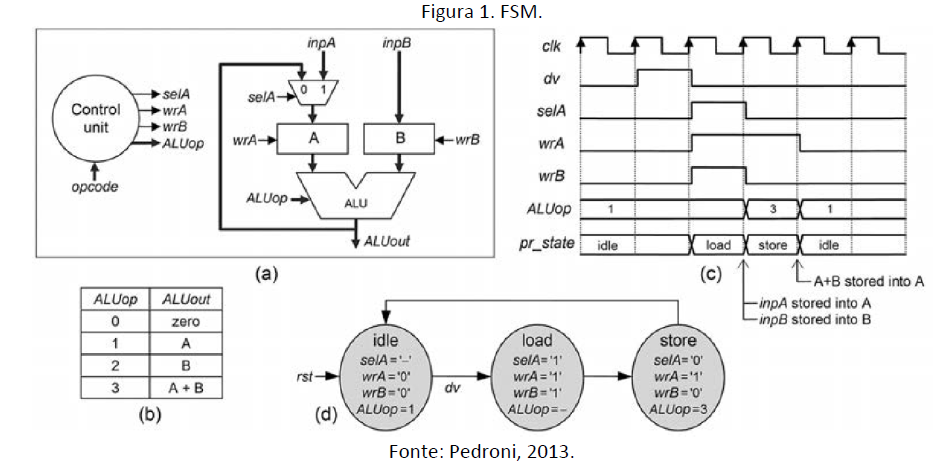 Figura 1. FSM.
Control
unit
selA
wrA
wrB
ALUop
opcode
inpA inpB
selA 0 1
wrA A B wrB
ALUop ALU
ALUout
(a)
ALUop ALUout
0 zero
1 A
2 B
3 A + B
(b)
clk
dv
selA
wrA
wrB
ALUop 1 3 1
pr_state idle load store idle
(c)
A+B stored into A
inpA stored into A
inpB stored into B
idle
selA='–'
wrA='0'
wrB='0'
ALUop=1
load
selA='1'
wrA='1'
wrB='1'
ALUop=–
store
selA='0'
wrA='1'
wrB='0'
ALUop=3
rst
dv
(d)
Fonte: Pedroni, 2013.